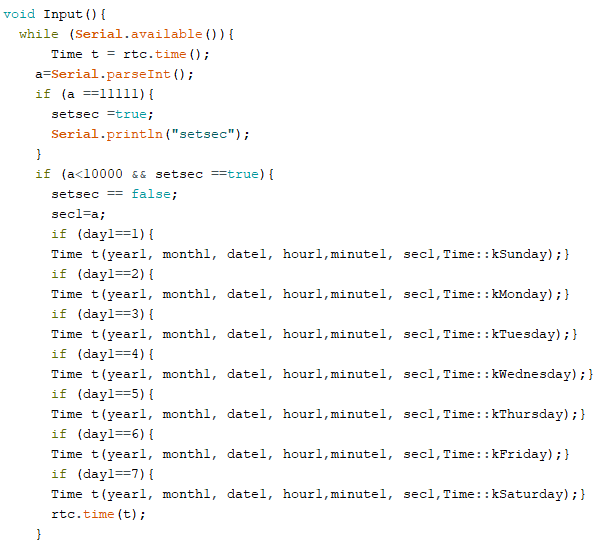 void Input(){
  while (Serial.available()){
      Time t = rtc.time();
    a=Serial.parseInt();
    if (a ==11111){
      setsec =true;
      Serial.println("setsec");
    }
    if (a<10000 && setsec ==true){
      setsec == false;
      sec1=a;
      if (day1==1){
      Time t(year1, month1, date1, hour1,minute1, sec1,Time::kSunday);}
      if (day1==2){
      Time t(year1, month1, date1, hour1,minute1, sec1,Time::kMonday);}
      if (day1==3){
      Time t(year1, month1, date1, hour1,minute1, sec1,Time::kTuesday);}
      if (day1==4){
      Time t(year1, month1, date1, hour1,minute1, sec1,Time::kWednesday);}
      if (day1==5){
      Time t(year1, month1, date1, hour1,minute1, sec1,Time::kThursday);}
      if (day1==6){
      Time t(year1, month1, date1, hour1,minute1, sec1,Time::kFriday);}
      if (day1==7){
      Time t(year1, month1, date1, hour1,minute1, sec1,Time::kSaturday);}
      rtc.time(t);
    }